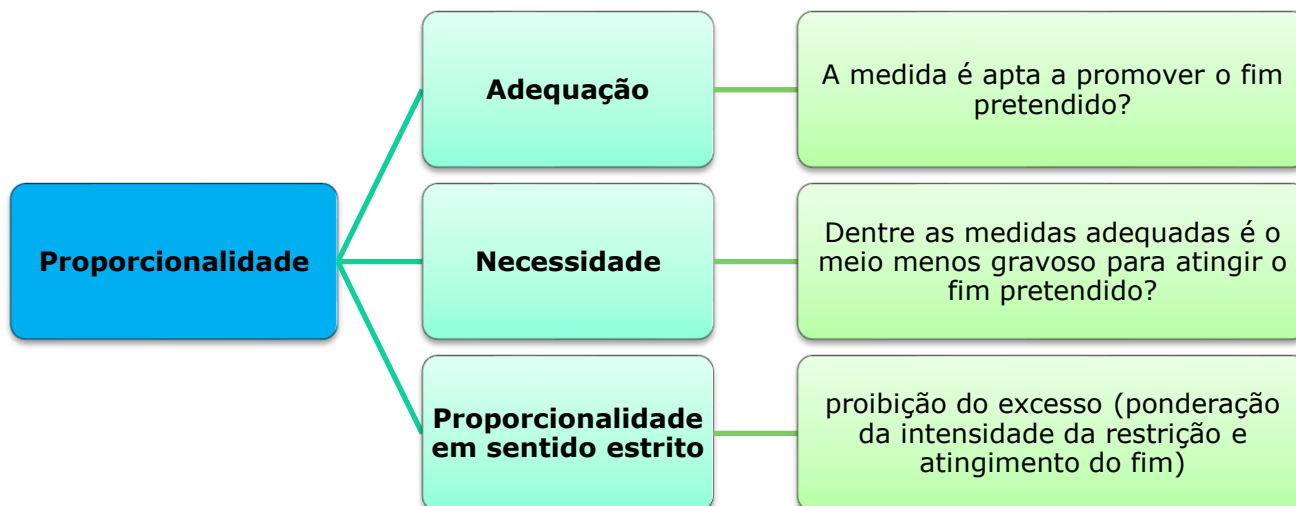 Proporcionalidade
Adequação
A medida é apta a promover o fim
pretendido?
Necessidade
Dentre as medidas adequadas é o
meio menos gravoso para atingir o
fim pretendido?
Proporcionalidade
em sentido estrito
proibição do excesso (ponderação
da intensidade da restrição e
atingimento do fim)